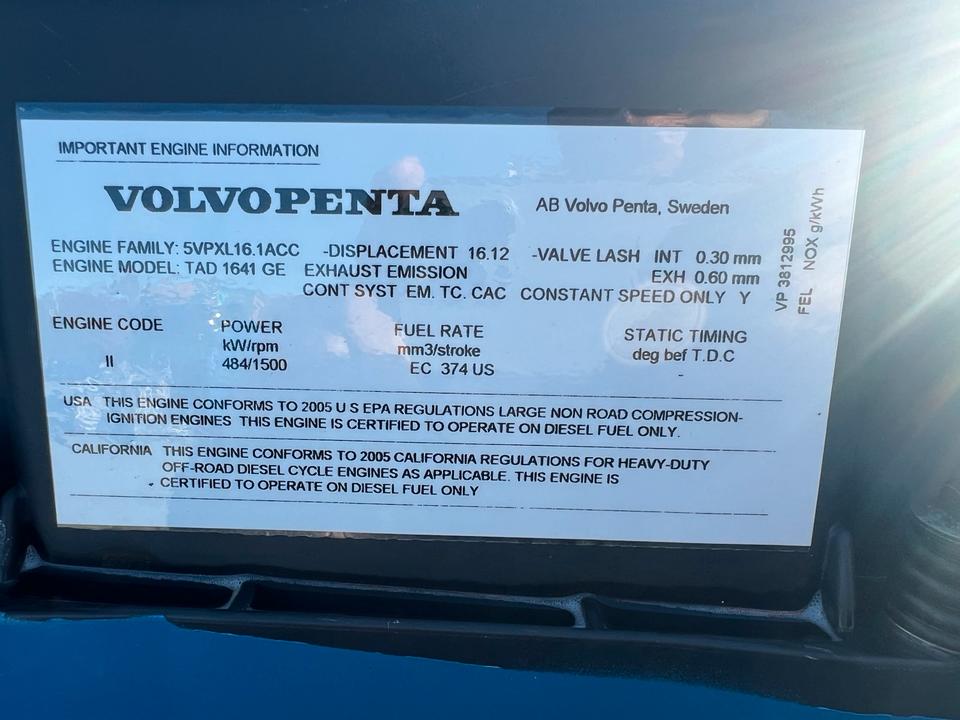 IMPORTANT ENGINE INFORMATION
VOLVO PENTA
AB Volvo Penta, Sweden
ENGINE FAMILY: 5VPXL16.1ACC -DISPLACEMENT 16.12 -VALVE LASH INT 0.30 mm
ENGINE MODEL: TAD 1641 GE EXHAUST EMISSION EXH 0.60 mm
CONT SYST EM. TC. CAC CONSTANT SPEED ONLY Y
VP 3812995
FEL NOX g/kWh
ENGINE CODE POWER FUEL RATE STATIC TIMING
kW/rpm mm3/stroke deg bef T.D.C
II 484/1500 EC 374 US -
USA THIS ENGINE CONFORMS TO 2005 U S EPA REGULATIONS LARGE NON ROAD COMPRESSION-
IGNITION ENGINES THIS ENGINE IS CERTIFIED TO OPERATE ON DIESEL FUEL ONLY.
CALIFORNIA THIS ENGINE CONFORMS TO 2005 CALIFORNIA REGULATIONS FOR HEAVY-DUTY
OFF-ROAD DIESEL CYCLE ENGINES AS APPLICABLE. THIS ENGINE IS
CERTIFIED TO OPERATE ON DIESEL FUEL ONLY